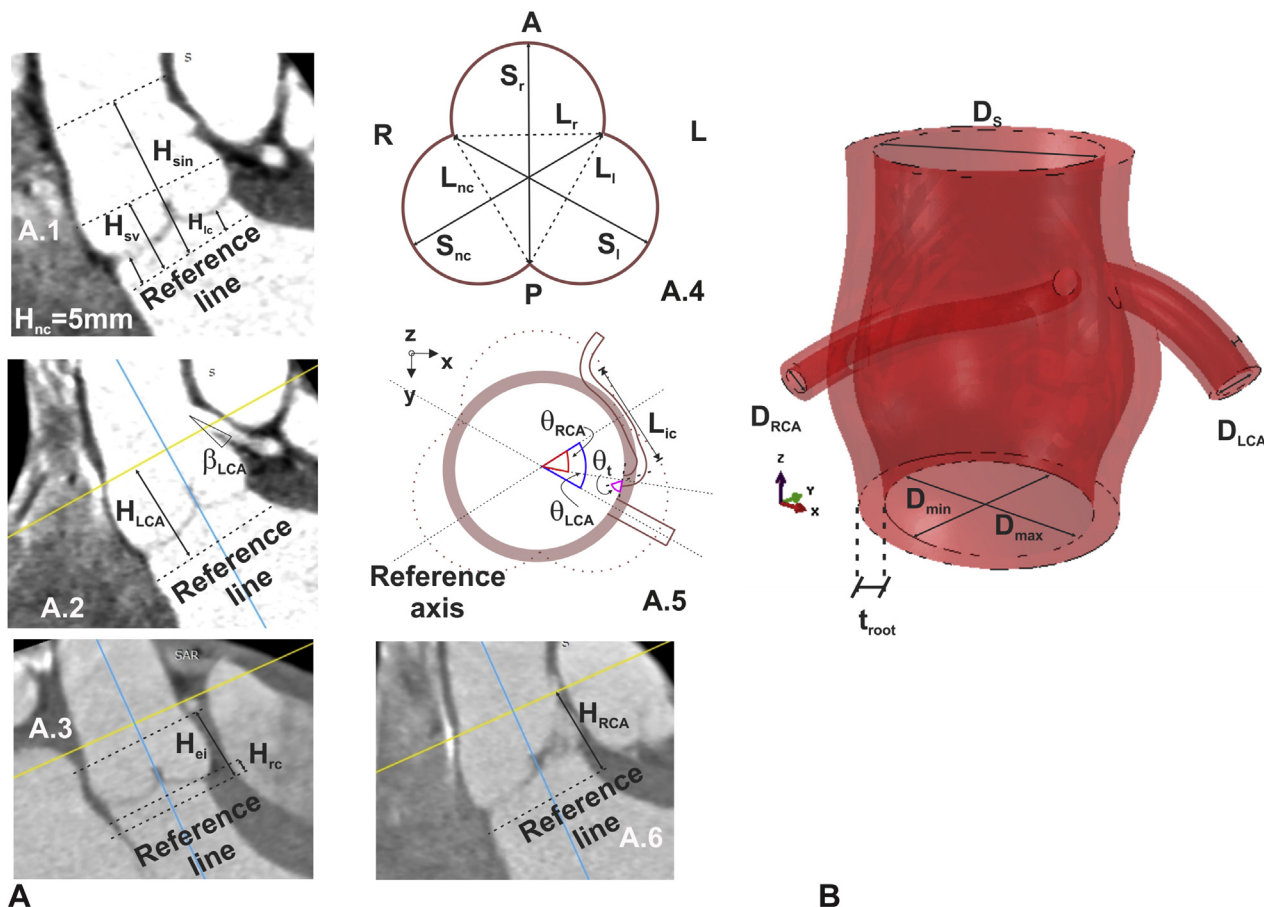 S
H_sin
H_sv
H_lc
A.1
Reference
line
H_nc=5mm
S
β_LCA
H_LCA
Reference
line
A.2
SAR
A.3
H_ei
H_rc
Reference
line
A
A
R
L
S_r
L_r
L_nc
L_l
S_nc
S_l
P
A.4
z
x
y
θ_RCA
L_ic
θ_t
θ_LCA
Reference
axis
A.5
S
H_RCA
Reference
line
A.6
D_S
D_RCA
D_LCA
Z
Y
X
D_min
D_max
t_root
B